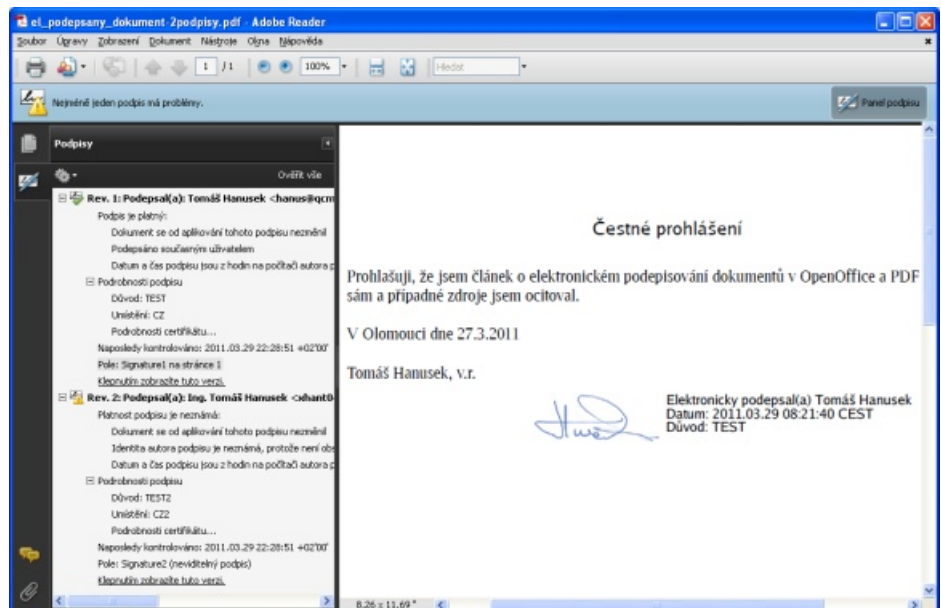 el_podepsany_dokument-2podpisy.pdf - Adobe Reader
Soubor Úpravy Zobrazení Dokument Nástroje Okna Nápověda
1 / 1 100% Hledat
Nejméně jeden podpis má problémy.
Panel podpisu
Podpisy
Ověřit vše
Rev. 1: Podepsal(a): Tomáš Hanusek <hanus@qcm
Podpis je platný:
Dokument se od aplikování tohoto podpisu nezměnil
Podepsáno současným uživatelem
Datum a čas podpisu jsou z hodin na počítači autora p
Podrobnosti podpisu
Důvod: TEST
Umístění: CZ
Podrobnosti certifikátu...
Naposledy kontrolováno: 2011.03.29 22:28:51 +02'00'
Pole: Signature1 na stránce 1
Klepnutím zobrazíte tuto verzi.
Rev. 2: Podepsal(a): Ing. Tomáš Hanusek <xhant0
Platnost podpisu je neznámá:
Dokument se od aplikování tohoto podpisu nezměnil
Identita autora podpisu je neznámá, protože není obs
Datum a čas podpisu jsou z hodin na počítači autora p
Podrobnosti podpisu
Důvod: TEST2
Umístění: CZ2
Podrobnosti certifikátu...
Naposledy kontrolováno: 2011.03.29 22:28:51 +02'00'
Pole: Signature2 (neviditelný podpis)
Klepnutím zobrazíte tuto verzi.
Čestné prohlášení
Prohlašuji, že jsem článek o elektronickém podepisování dokumentů v OpenOffice a PDF
sám a případné zdroje jsem ocitoval.
V Olomouci dne 27.3.2011
Tomáš Hanusek, v.r.
Elektronicky podepsal(a) Tomáš Hanusek
Datum: 2011.03.29 08:21:40 CEST
Důvod: TEST
8,26 x 11,69 "